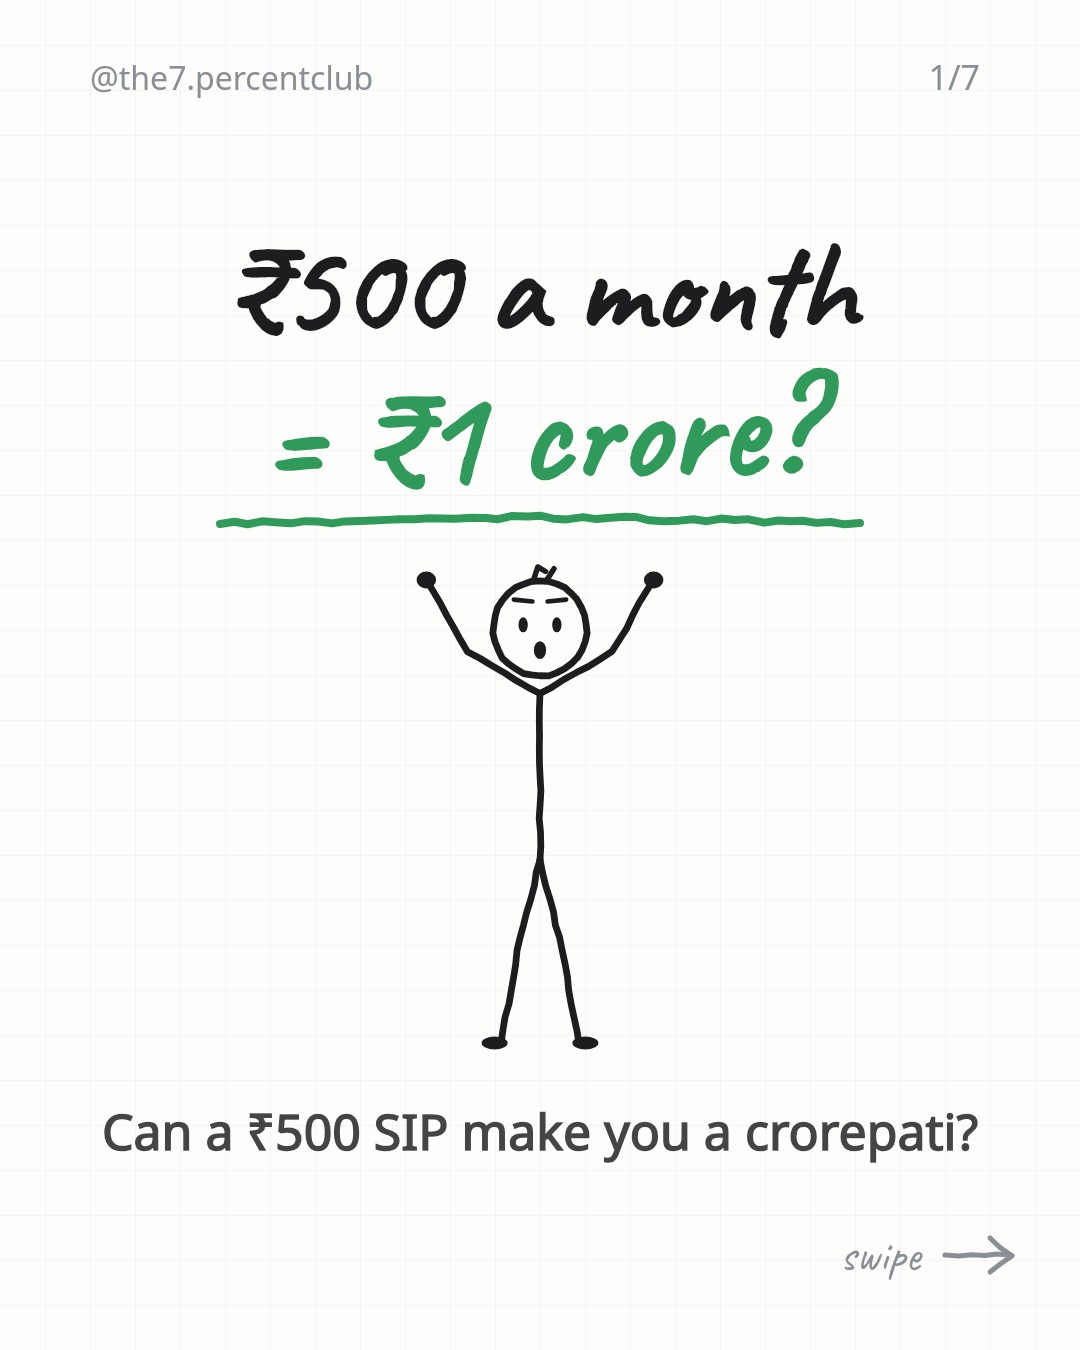 @the7.percentclub
1/7
₹500 a month
= ₹1 crore?
Can a ₹500 SIP make you a crorepati?
swipe